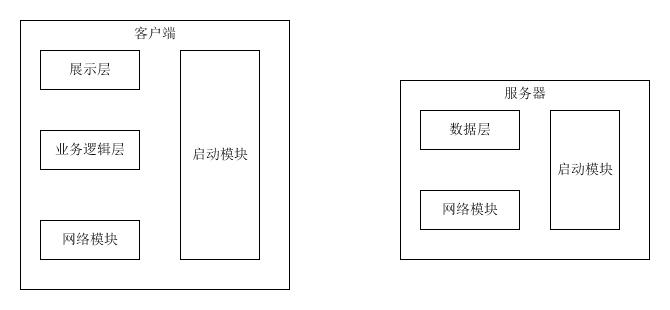 客户端
展示层
业务逻辑层
启动模块
网络模块
服务器
数据层
启动模块
网络模块